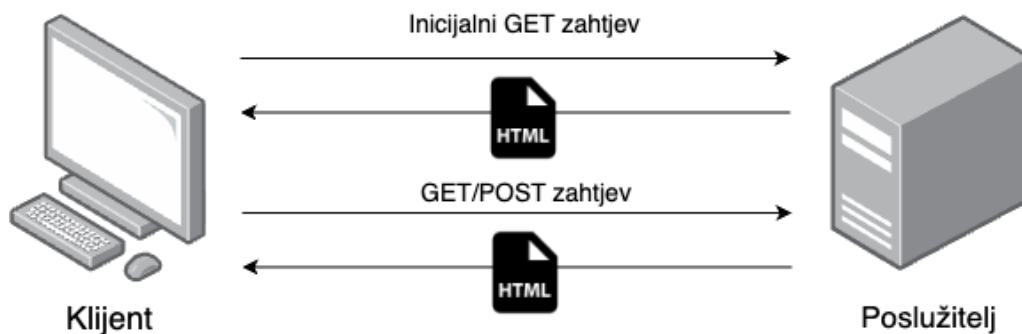 Inicijalni GET zahtjev
HTML
GET/POST zahtjev
HTML
Klijent
Poslužitelj